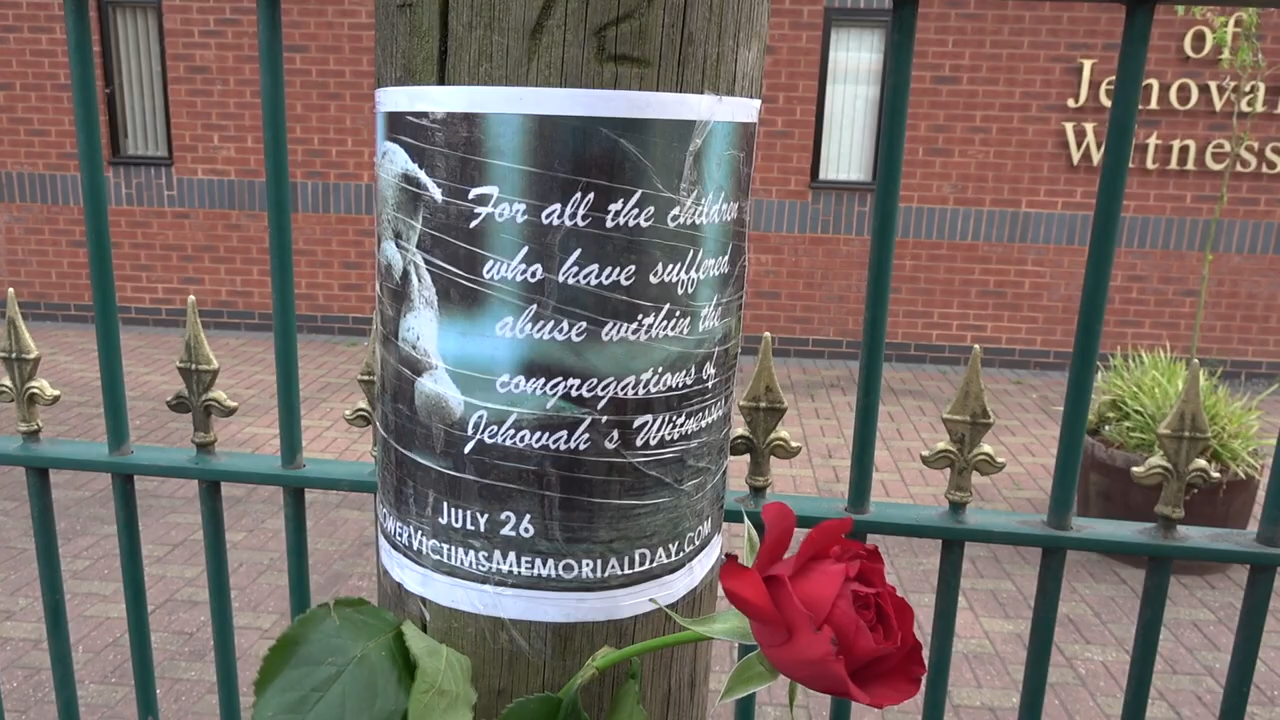 For all the children
who have suffered
abuse within the
congregations of
Jehovah's Witnesses
JULY 26
LOWERVICTIMSMEMORIALDAY.COM
of
Jehova
Witness